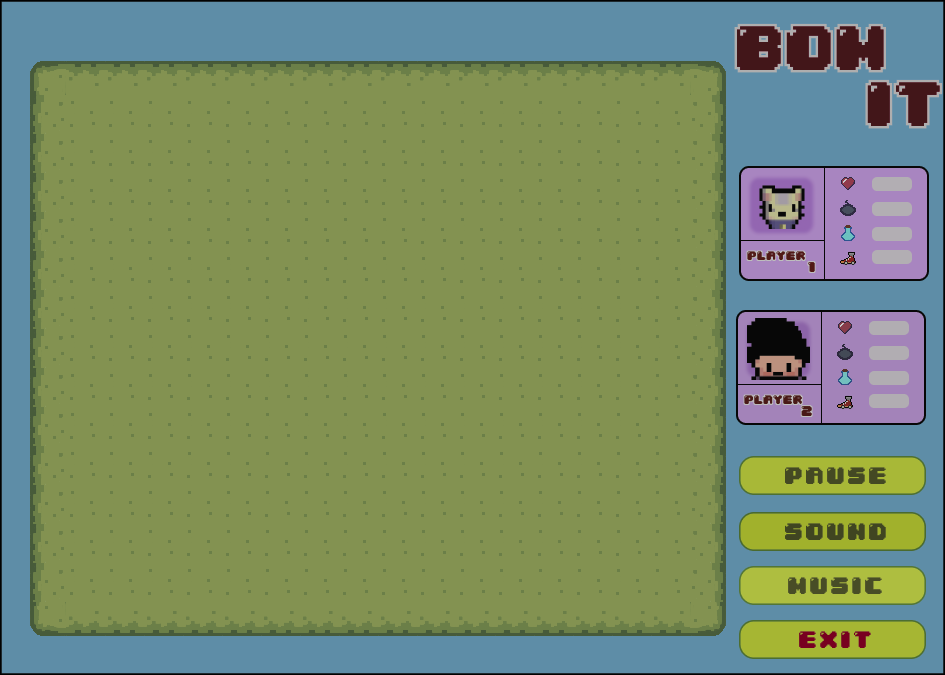 BOM
IT
PLAYER
1
PLAYER
2
PAUSE
SOUND
MUSIC
EXIT